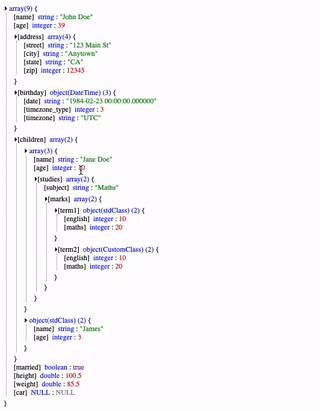 array(9) {
[name] string : "John Doe"
[age] integer : 39
[address] array(4) {
[street] string : "123 Main St"
[city] string : "Anytown"
[state] string : "CA"
[zip] integer : 12345
}
[birthday] object(DateTime) (3) {
[date] string : "1984-02-23 00:00:00.000000"
[timezone_type] integer : 3
[timezone] string : "UTC"
}
[children] array(2) {
array(3) {
[name] string : "Jane Doe"
[age] integer :
[studies] array(2) {
[subject] string : "Maths"
[marks] array(2) {
[term1] object(stdClass) (2) {
[english] integer : 10
[maths] integer : 20
}
[term2] object(CustomClass) (2) {
[english] integer : 10
[maths] integer : 20
}
}
}
}
object(stdClass) (2) {
[name] string : "James"
[age] integer : 3
}
}
[married] boolean : true
[height] double : 100.5
[weight] double : 85.5
[car] NULL : NULL
}